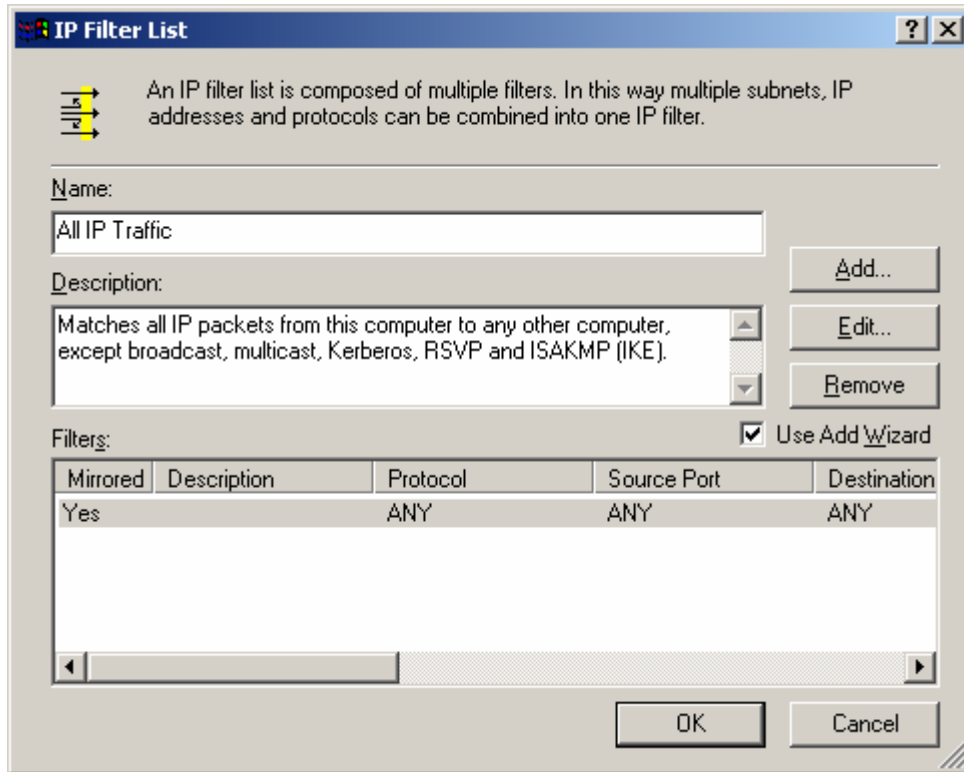 IP Filter List
An IP filter list is composed of multiple filters. In this way multiple subnets, IP
addresses and protocols can be combined into one IP filter.
Name:
All IP Traffic
Add...
Description:
Matches all IP packets from this computer to any other computer,
except broadcast, multicast, Kerberos, RSVP and ISAKMP (IKE).
Edit...
Remove
Filters:
Use Add Wizard
Mirrored Description Protocol Source Port Destination
Yes ANY ANY ANY
OK Cancel